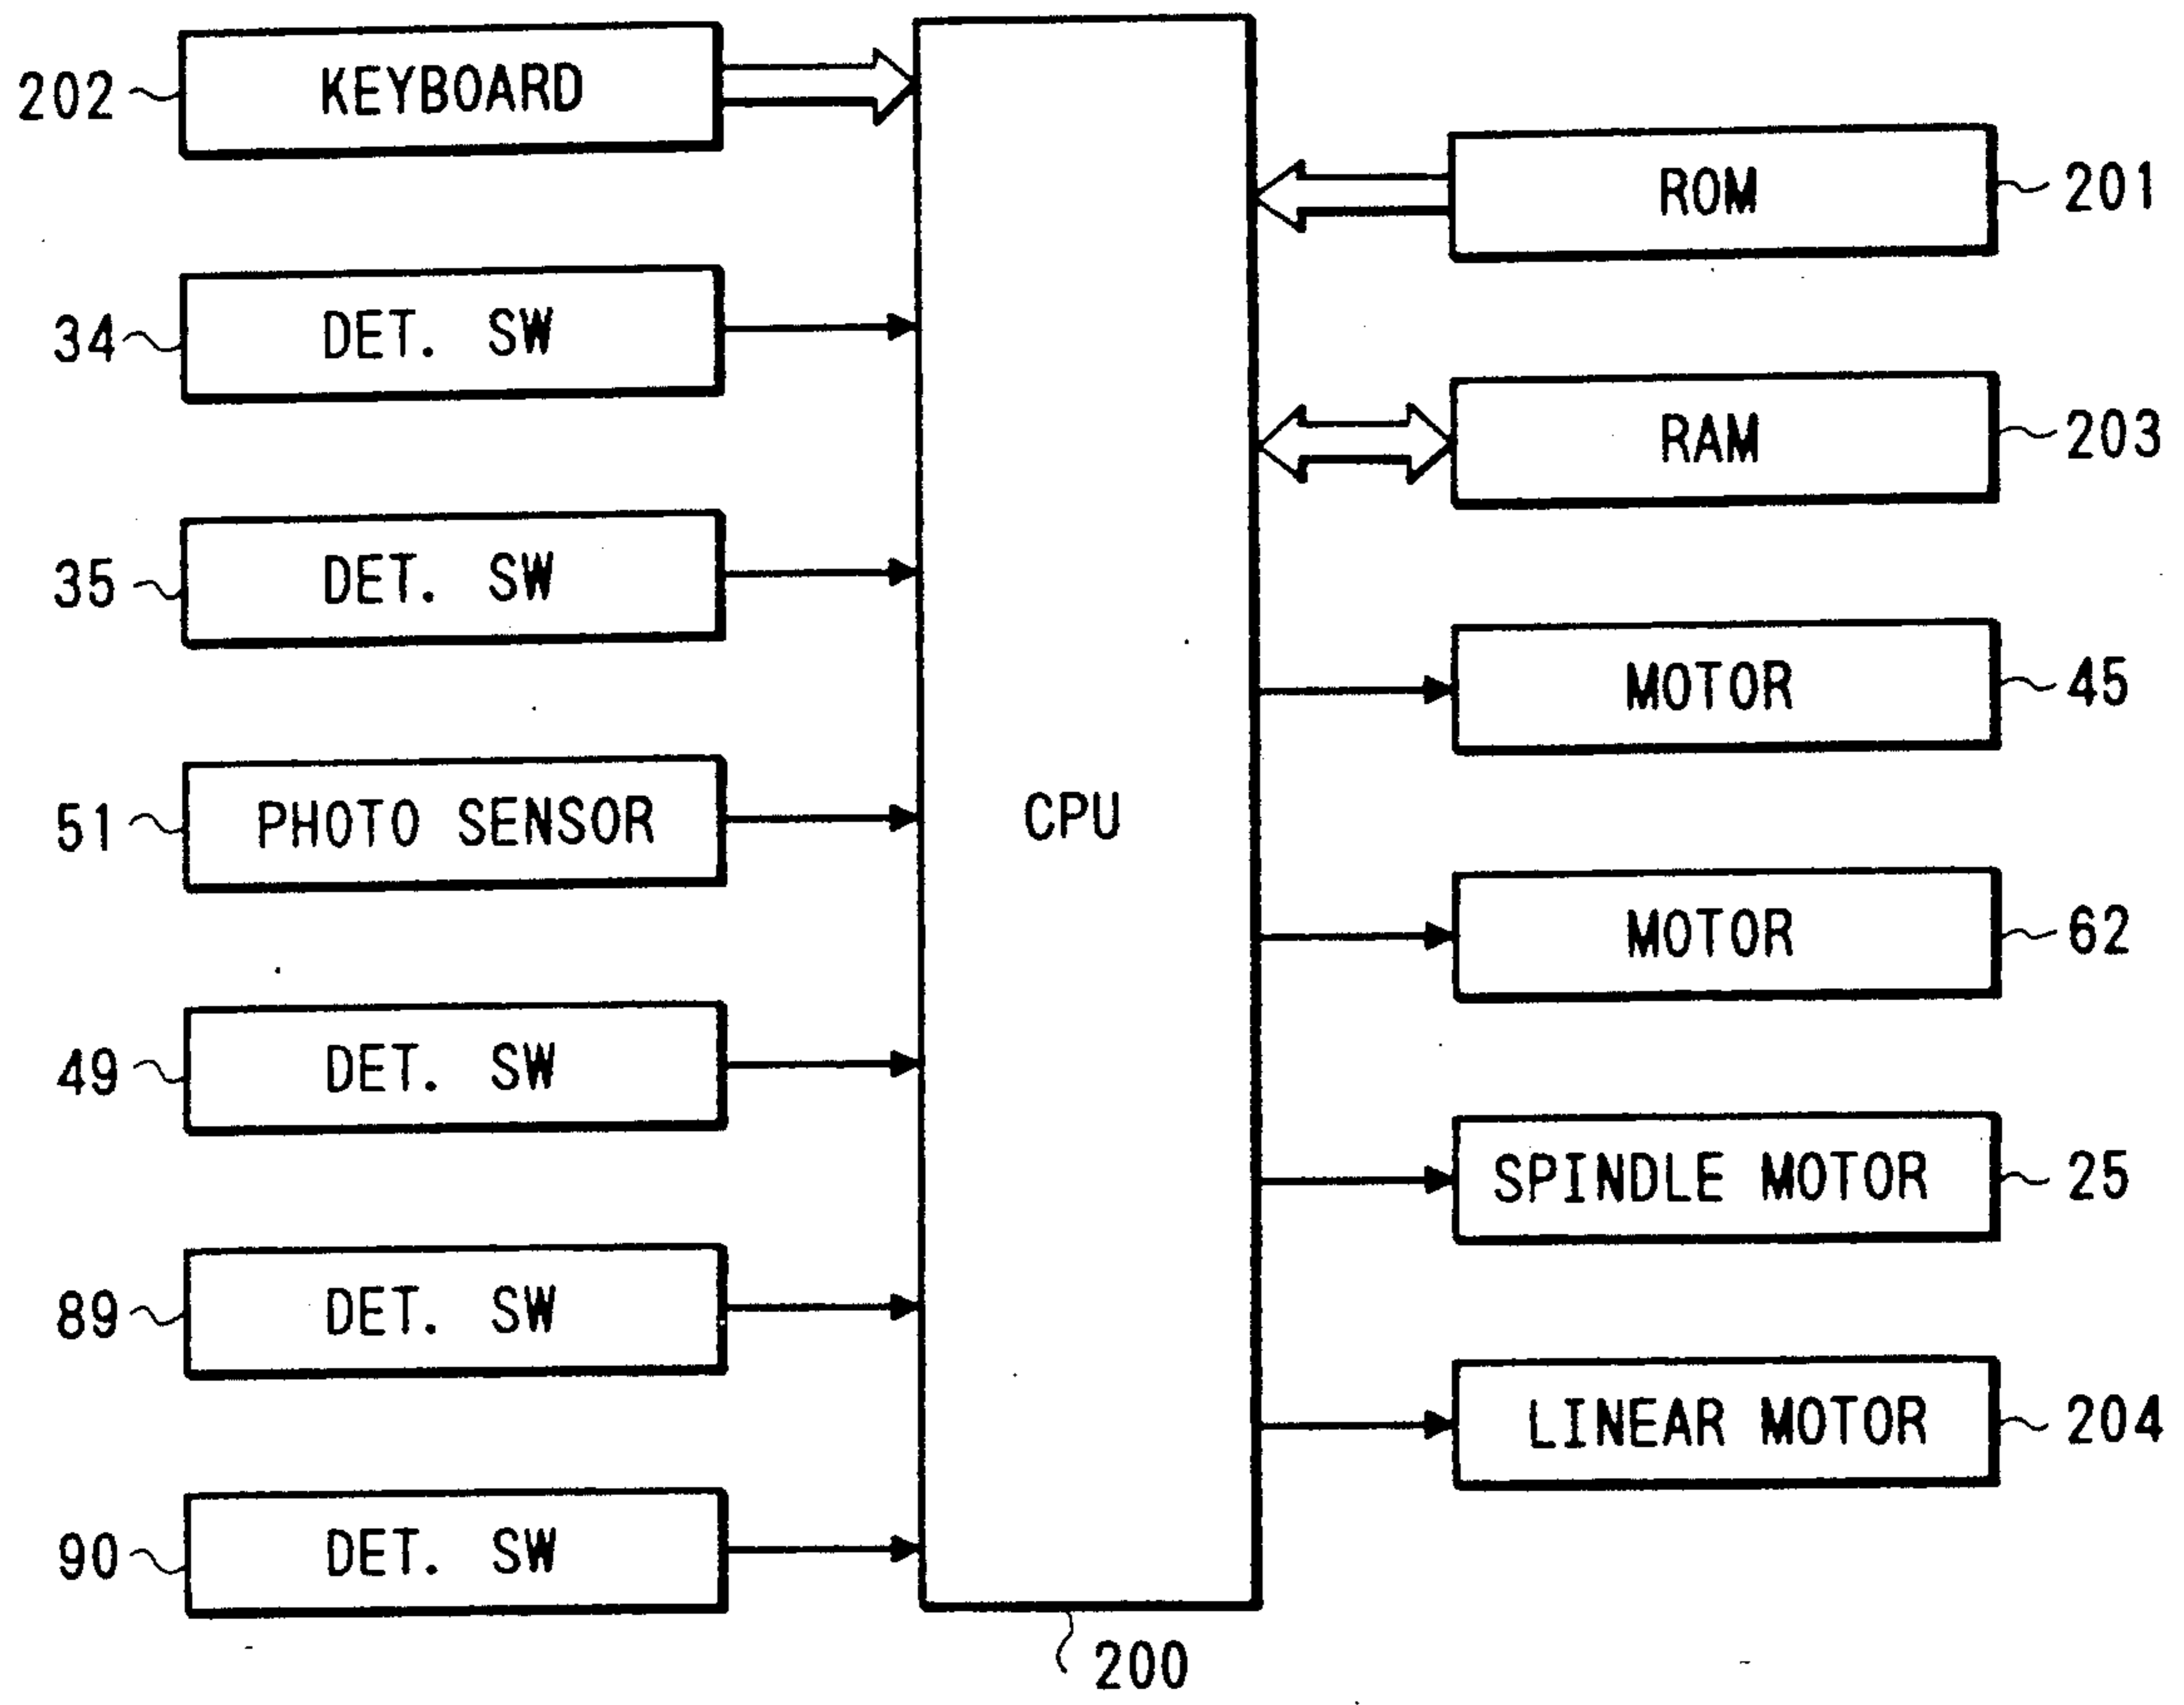 202 KEYBOARD
34 DET. SW
35 DET. SW
51 PHOTO SENSOR
49 DET. SW
89 DET. SW
90 DET. SW
CPU
200
ROM 201
RAM 203
MOTOR 45
MOTOR 62
SPINDLE MOTOR 25
LINEAR MOTOR 204